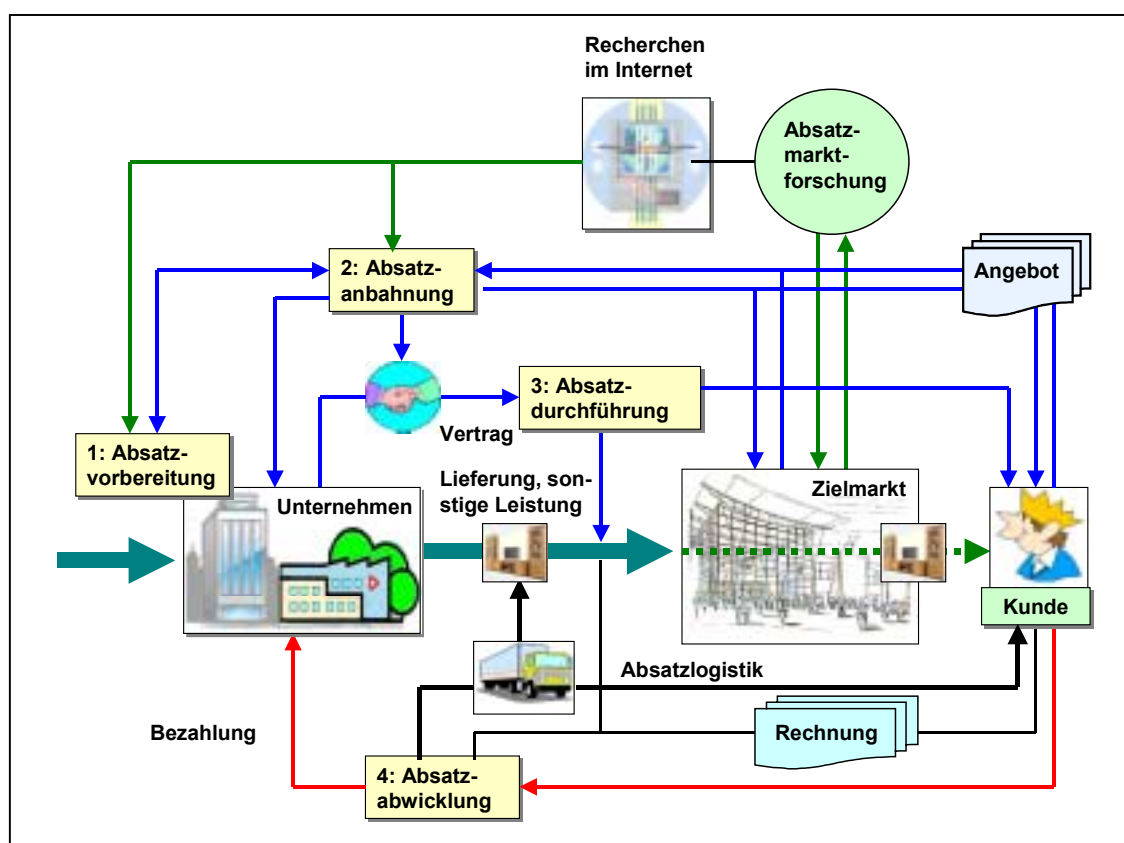 Recherchen
im Internet
Absatz-
markt-
forschung
2: Absatz-
anbahnung
Angebot
3: Absatz-
durchführung
Vertrag
1: Absatz-
vorbereitung
Unternehmen
Lieferung, son-
stige Leistung
Zielmarkt
Kunde
Absatzlogistik
Bezahlung
Rechnung
4: Absatz-
abwicklung